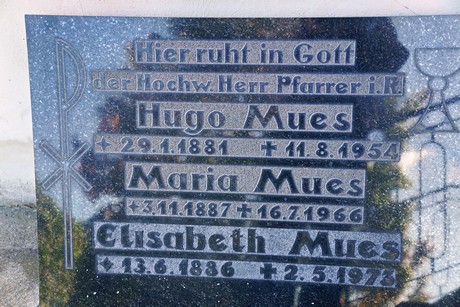 Hier ruht in Gott
der Hochw. Herr Pfarrer i. R.
Hugo Mues
✦ 29.1.1881 ✝ 11.8.1954
Maria Mues
✦ 3.11.1887 ✝ 16.7.1966
Elisabeth Mues
✦ 13.6.1886 ✝ 2.5.1973